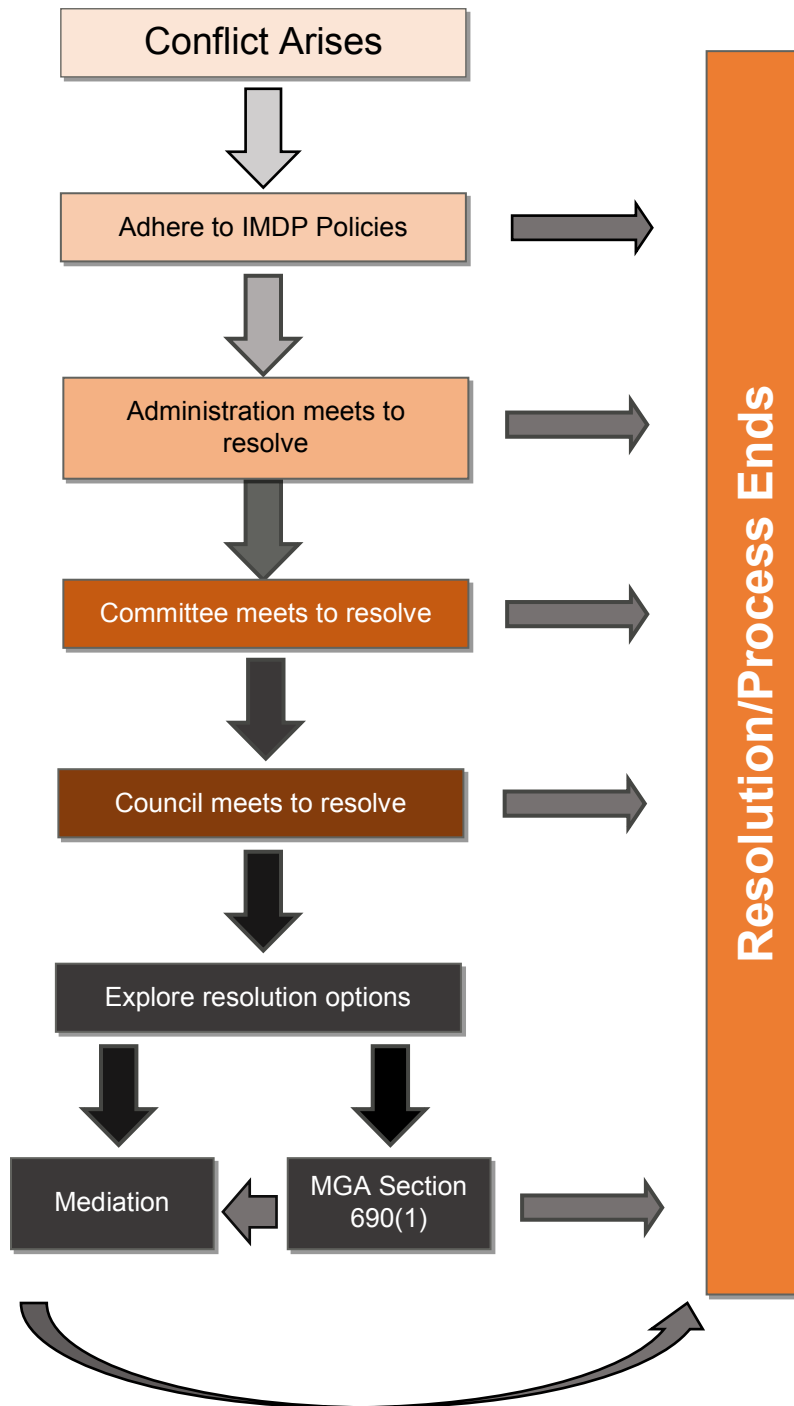 Conflict Arises
Adhere to IMDP Policies
Administration meets to
resolve
Committee meets to resolve
Council meets to resolve
Explore resolution options
Mediation
MGA Section
690(1)
Resolution/Process Ends